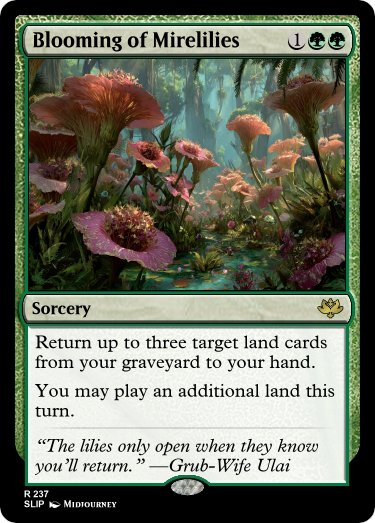 Blooming of Mirelilies 1
Sorcery
Return up to three target land cards
from your graveyard to your hand.
You may play an additional land this
turn.
“The lilies only open when they know
you’ll return.” —Grub-Wife Ulai
R 237
SLIP Midjourney